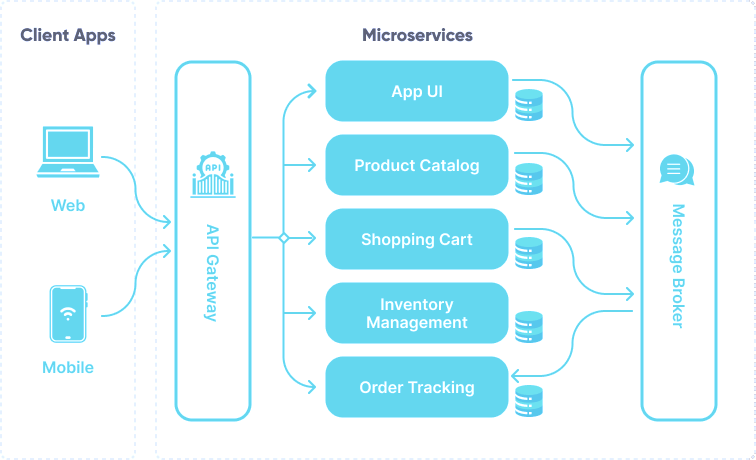 Client Apps
Microservices
Web
Mobile
API
API Gateway
App UI
Product Catalog
Shopping Cart
Inventory
Management
Order Tracking
Message Broker